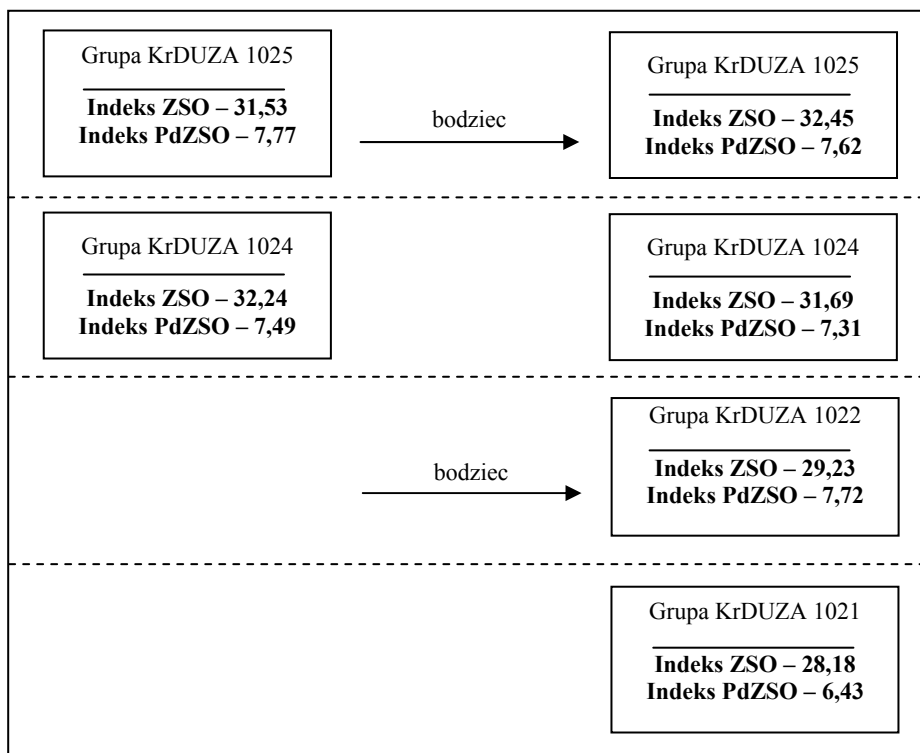 Grupa KrDUZA 1025
Indeks ZSO – 31,53
Indeks PdZSO – 7,77
bodziec
Grupa KrDUZA 1025
Indeks ZSO – 32,45
Indeks PdZSO – 7,62
Grupa KrDUZA 1024
Indeks ZSO – 32,24
Indeks PdZSO – 7,49
Grupa KrDUZA 1024
Indeks ZSO – 31,69
Indeks PdZSO – 7,31
bodziec
Grupa KrDUZA 1022
Indeks ZSO – 29,23
Indeks PdZSO – 7,72
Grupa KrDUZA 1021
Indeks ZSO – 28,18
Indeks PdZSO – 6,43